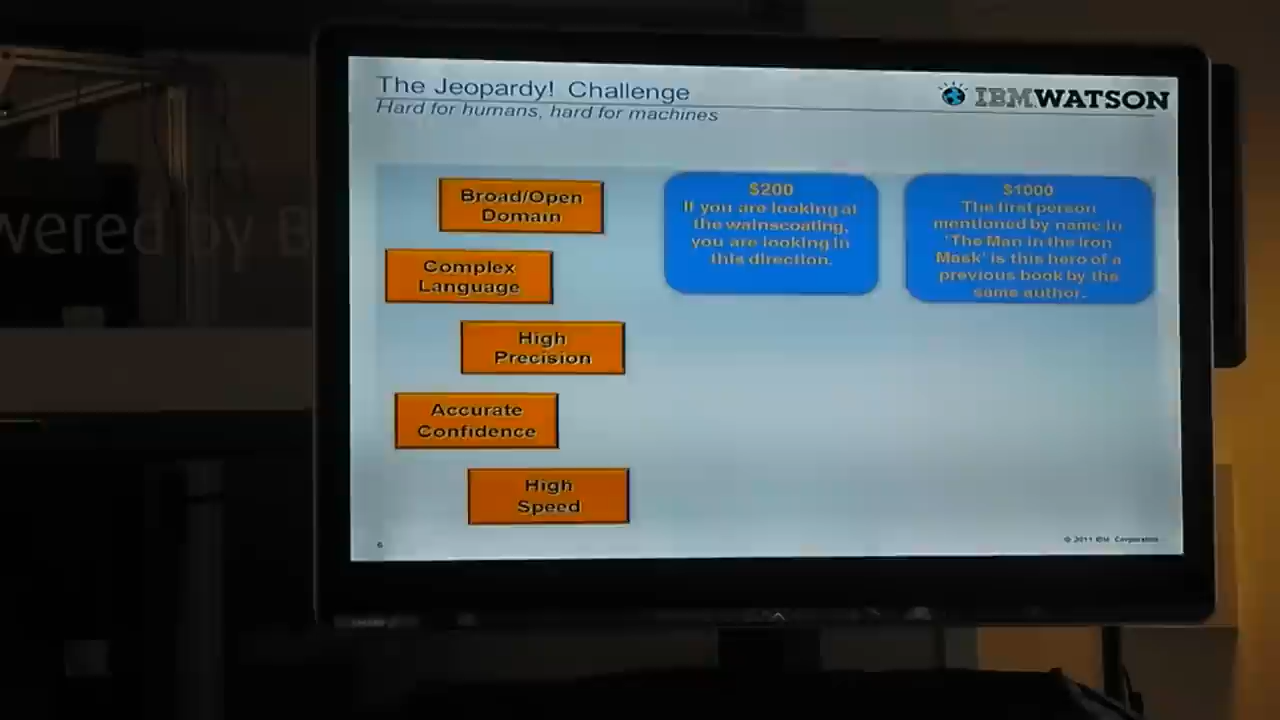 The Jeopardy! Challenge
Hard for humans, hard for machines
IBM WATSON
Broad/Open
Domain
Complex
Language
High
Precision
Accurate
Confidence
High
Speed
$200
If you are looking at
the wainscoating,
you are looking in
this direction.
$1000
The first person
mentioned by name in
'The Man in the Iron
Mask' is this hero of a
previous book by the
same author.
wered by B
6
© 2011 IBM Corporation